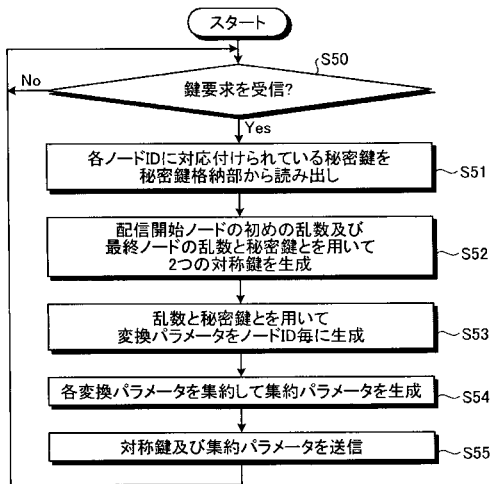 スタート
S50
No
鍵要求を受信?
Yes
各ノードIDに対応付けられている秘密鍵を
秘密鍵格納部から読み出し
S51
配信開始ノードの初めの乱数及び
最終ノードの乱数と秘密鍵とを用いて
2つの対称鍵を生成
S52
乱数と秘密鍵とを用いて
変換パラメータをノードID毎に生成
S53
各変換パラメータを集約して集約パラメータを生成
S54
対称鍵及び集約パラメータを送信
S55